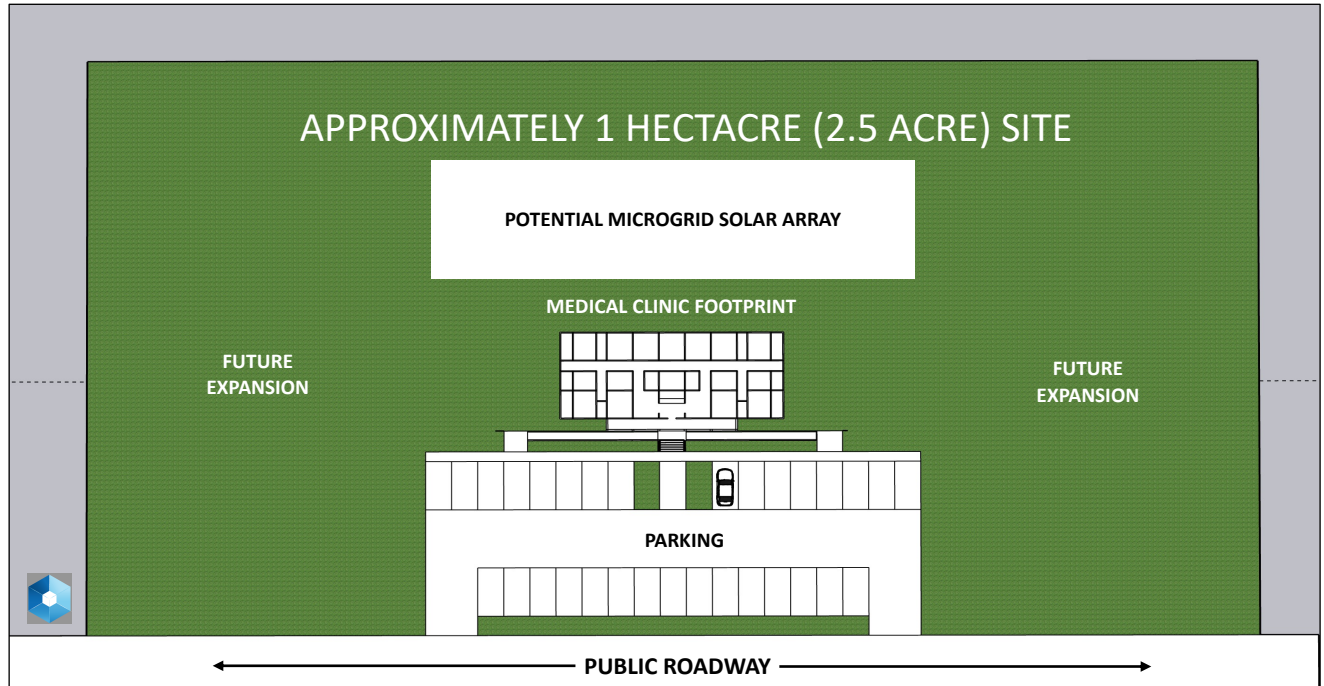 APPROXIMATELY 1 HECTACRE (2.5 ACRE) SITE
POTENTIAL MICROGRID SOLAR ARRAY
MEDICAL CLINIC FOOTPRINT
FUTURE
EXPANSION
FUTURE
EXPANSION
PARKING
PUBLIC ROADWAY